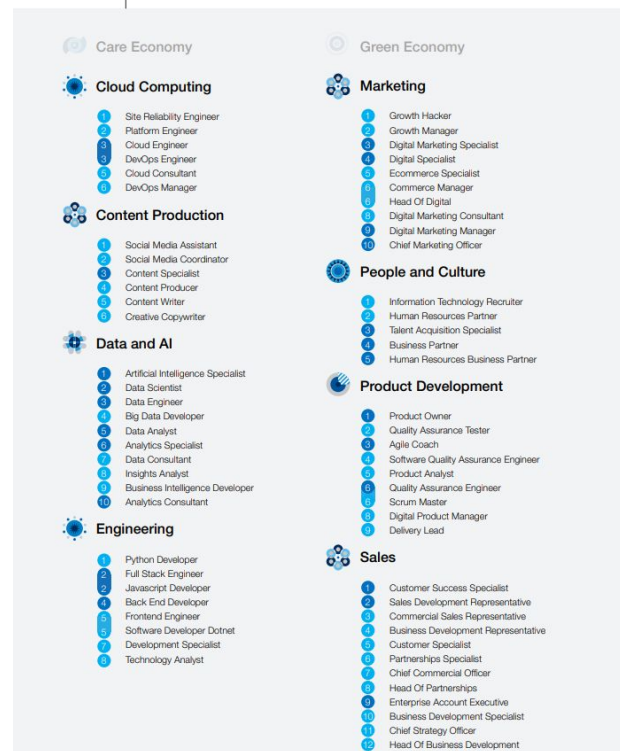 Care Economy
Cloud Computing
1 Site Reliability Engineer
2 Platform Engineer
3 Cloud Engineer
3 DevOps Engineer
5 Cloud Consultant
6 DevOps Manager
Content Production
1 Social Media Assistant
2 Social Media Coordinator
3 Content Specialist
4 Content Producer
5 Content Writer
6 Creative Copywriter
Data and AI
1 Artificial Intelligence Specialist
2 Data Scientist
3 Data Engineer
4 Big Data Developer
5 Data Analyst
6 Analytics Specialist
7 Data Consultant
8 Insights Analyst
9 Business Intelligence Developer
10 Analytics Consultant
Engineering
1 Python Developer
2 Full Stack Engineer
2 Javascript Developer
4 Back End Developer
5 Frontend Engineer
5 Software Developer Dotnet
7 Development Specialist
8 Technology Analyst
Green Economy
Marketing
1 Growth Hacker
2 Growth Manager
3 Digital Marketing Specialist
4 Digital Specialist
5 Ecommerce Specialist
6 Commerce Manager
6 Head Of Digital
8 Digital Marketing Consultant
9 Digital Marketing Manager
10 Chief Marketing Officer
People and Culture
1 Information Technology Recruiter
2 Human Resources Partner
3 Talent Acquisition Specialist
4 Business Partner
5 Human Resources Business Partner
Product Development
1 Product Owner
2 Quality Assurance Tester
3 Agile Coach
4 Software Quality Assurance Engineer
5 Product Analyst
6 Quality Assurance Engineer
6 Scrum Master
8 Digital Product Manager
9 Delivery Lead
Sales
1 Customer Success Specialist
2 Sales Development Representative
3 Commercial Sales Representative
4 Business Development Representative
5 Customer Specialist
6 Partnerships Specialist
7 Chief Commercial Officer
8 Head Of Partnerships
9 Enterprise Account Executive
10 Business Development Specialist
11 Chief Strategy Officer
12 Head Of Business Development